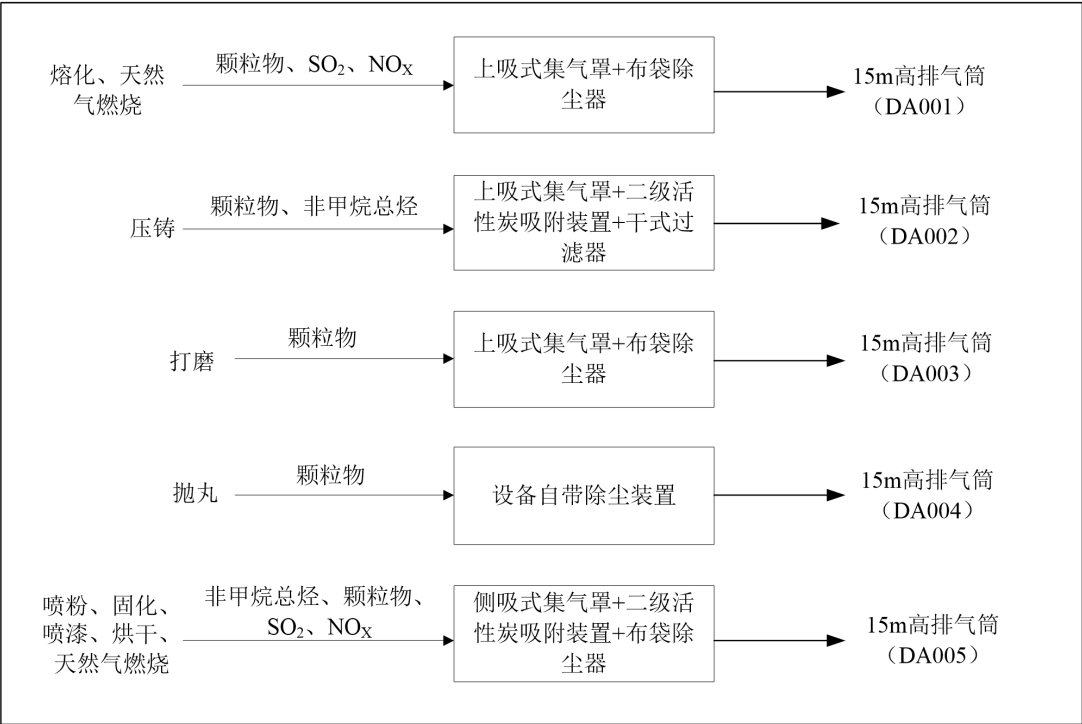 熔化、天然
气燃烧
颗粒物、SO₂、NOX
上吸式集气罩+布袋除
尘器
15m高排气筒
（DA001）
压铸
颗粒物、非甲烷总烃
上吸式集气罩+二级活
性炭吸附装置+干式过
滤器
15m高排气筒
（DA002）
打磨
颗粒物
上吸式集气罩+布袋除
尘器
15m高排气筒
（DA003）
抛丸
颗粒物
设备自带除尘装置
15m高排气筒
（DA004）
喷粉、固化、
喷漆、烘干、
天然气燃烧
非甲烷总烃、颗粒物、
SO₂、NOX
侧吸式集气罩+二级活
性炭吸附装置+布袋除
尘器
15m高排气筒
（DA005）